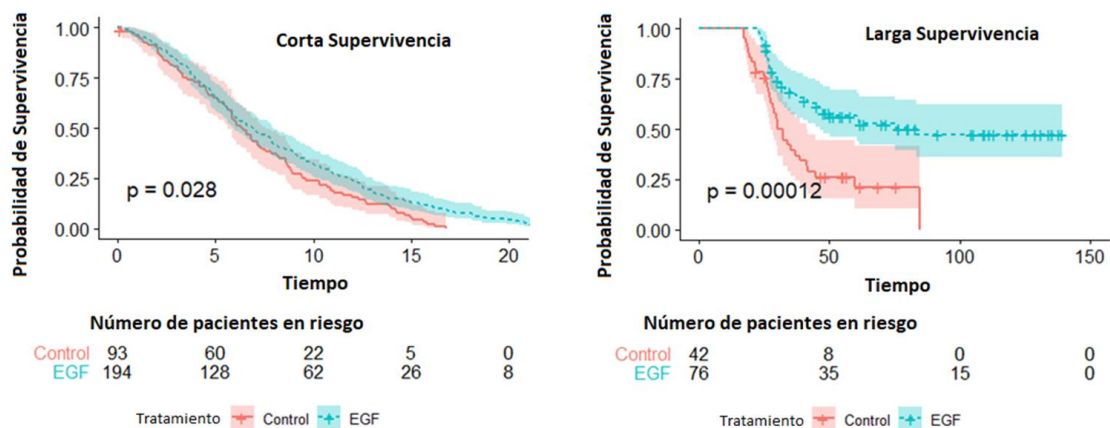 Corta Supervivencia
Probabilidad de Supervivencia
1.00
0.75
0.50
0.25
0.00
p = 0.028
0 5 10 15 20
Tiempo
Número de pacientes en riesgo
Control 93 60 22 5 0
EGF 194 128 62 26 8
Tratamiento Control EGF
Larga Supervivencia
Probabilidad de Supervivencia
1.00
0.75
0.50
0.25
0.00
p = 0.00012
0 50 100 150
Tiempo
Número de pacientes en riesgo
Control 42 8 0 0
EGF 76 35 15 0
Tratamiento Control EGF